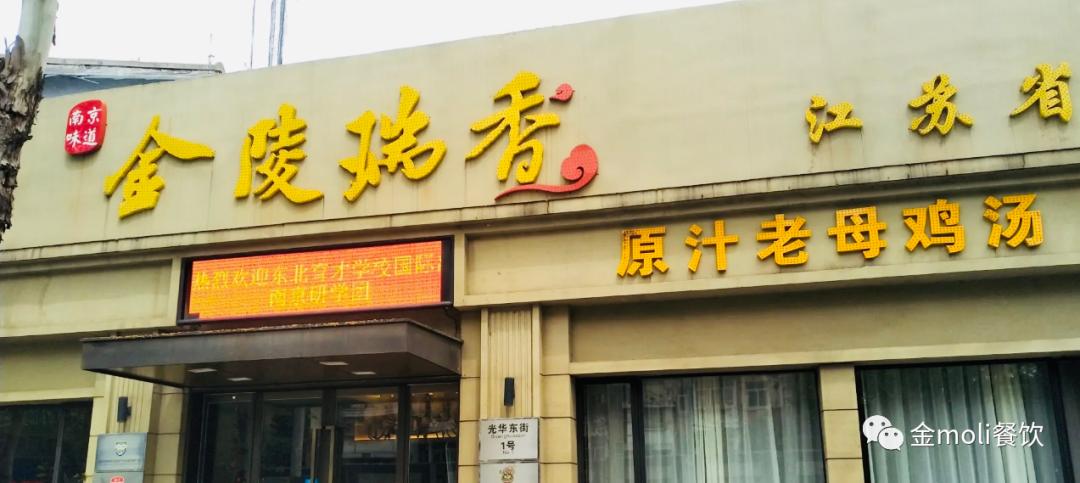 南京
味道
金陵瑞香
江苏省
原汁老母鸡汤
热烈欢迎东北育才学校国际
南京研学团
光华东街
1号
金moli餐饮